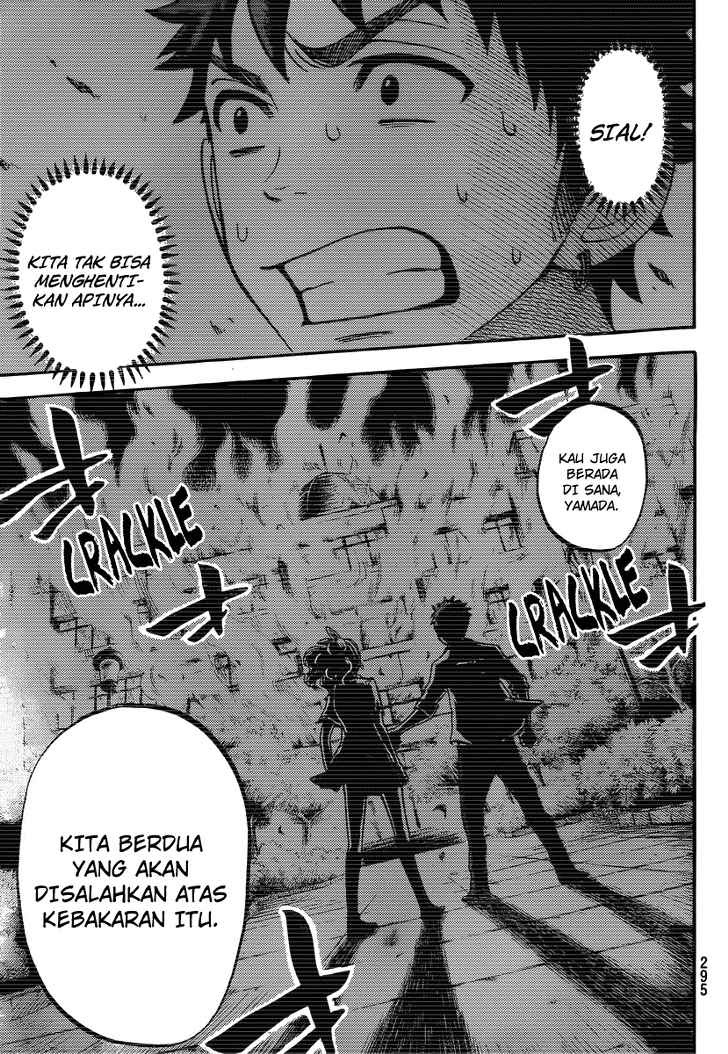 SIAL!
KITA TAK BISA
MENGHENTI-
KAN APINYA...
KAU JUGA
BERADA
DI SANA,
YAMADA.
CRACKLE
CRACKLE
KITA BERDUA
YANG AKAN
DISALAHKAN ATAS
KEBAKARAN ITU.
295